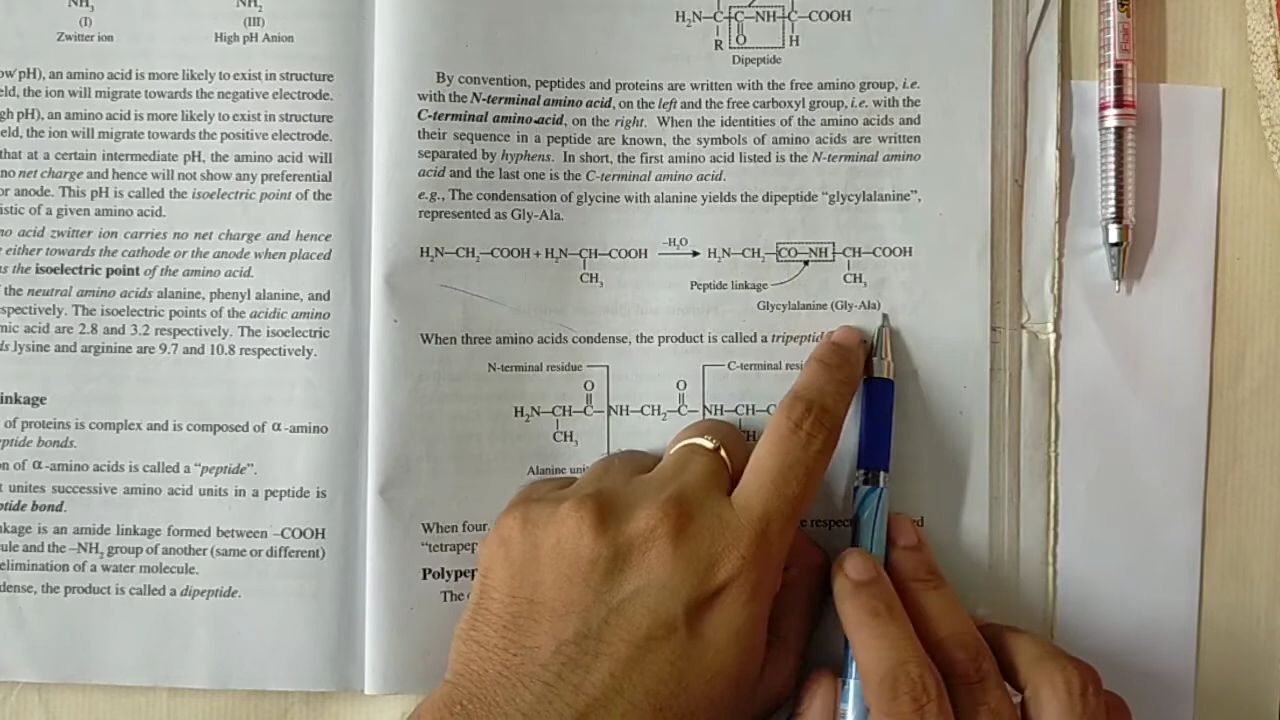 NH
(I)
Zwitter ion
NH2
(III)
High pH Anion
ow pH), an amino acid is more likely to exist in structure
eld, the ion will migrate towards the negative electrode.
gh pH), an amino acid is more likely to exist in structure
eld, the ion will migrate towards the positive electrode.
that at a certain intermediate pH, the amino acid will
no net charge and hence will not show any preferential
or anode. This pH is called the isoelectric point of the
istic of a given amino acid.
no acid zwitter ion carries no net charge and hence
either towards the cathode or the anode when placed
is the isoelectric point of the amino acid.
the neutral amino acids alanine, phenyl alanine, and
spectively. The isoelectric points of the acidic amino
mic acid are 2.8 and 3.2 respectively. The isoelectric
ds lysine and arginine are 9.7 and 10.8 respectively.
inkage
of proteins is complex and is composed of α-amino
ptide bonds.
n of α-amino acids is called a “peptide”.
t unites successive amino acid units in a peptide is
ptide bond.
nkage is an amide linkage formed between –COOH
ule and the –NH2 group of another (same or different)
elimination of a water molecule.
dense, the product is called a dipeptide.
H2N–C–C–NH–C–COOH
R O H
Dipeptide
By convention, peptides and proteins are written with the free amino group, i.e.
with the N-terminal amino acid, on the left and the free carboxyl group, i.e. with the
C-terminal amino acid, on the right. When the identities of the amino acids and
their sequence in a peptide are known, the symbols of amino acids are written
separated by hyphens. In short, the first amino acid listed is the N-terminal amino
acid and the last one is the C-terminal amino acid.
e.g., The condensation of glycine with alanine yields the dipeptide “glycylalanine”,
represented as Gly-Ala.
H2N–CH2–COOH + H2N–CH–COOH –H2O H2N–CH2–CO–NH–CH–COOH
CH3 Peptide linkage CH3
Glycylalanine (Gly-Ala)
When three amino acids condense, the product is called a tripeptid
N-terminal residue C-terminal resi
O O
H2N–CH–C–NH–CH2–C–NH–CH–C
CH3 H
Alanine uni
When four e respec ed
“tetrapep
Polypep
The
Flair